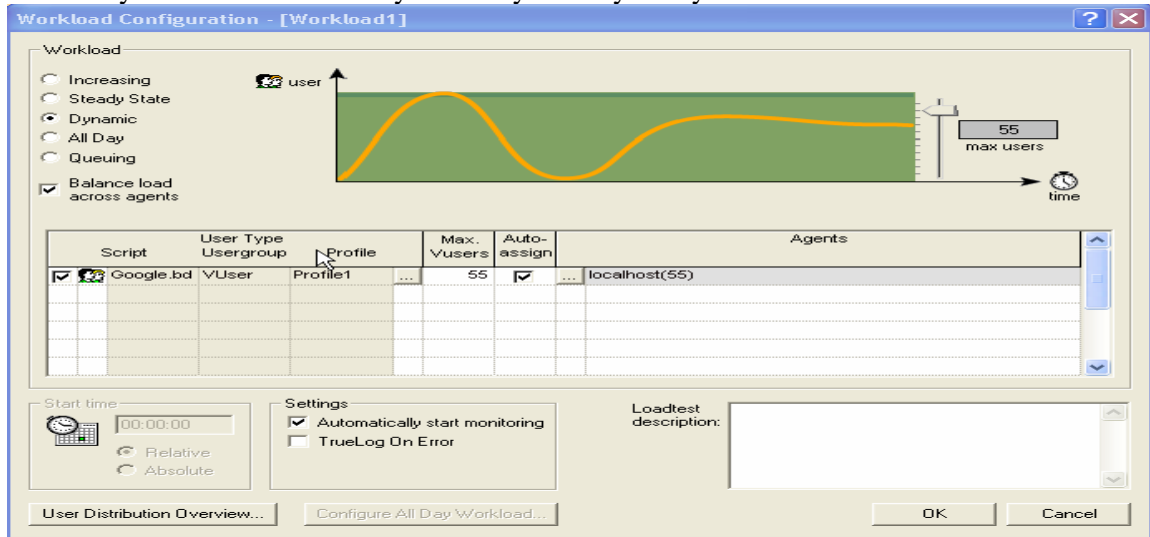 Workload Configuration - [Workload1]
Workload
Increasing
Steady State
Dynamic
All Day
Queuing
Balance load
across agents
user
55
max users
time
Script
User Type
Usergroup
Profile
Max.
Vusers
Auto-
assign
Agents
Google.bd VUser Profile1 ... 55 ... localhost(55)
Start time
00:00:00
Relative
Absolute
Settings
Automatically start monitoring
TrueLog On Error
Loadtest
description:
User Distribution Overview...
Configure All Day Workload...
OK
Cancel